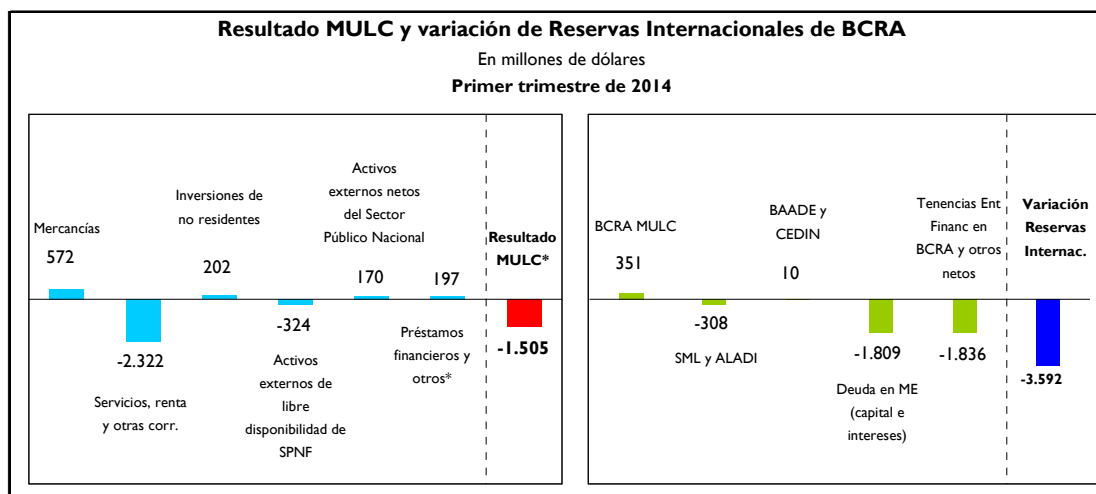 Resultado MULC y variación de Reservas Internacionales de BCRA
En millones de dólares
Primer trimestre de 2014
Mercancías
572
-2.322
Servicios, renta
y otras corr.
Inversiones de
no residentes
202
-324
Activos
externos de
libre
disponibilidad de
SPNF
Activos
externos netos
del Sector
Público Nacional
170
197
Préstamos
financieros y
otros*
Resultado
MULC*
-1.505
BCRA MULC
351
-308
SML y ALADI
BAADE y
CEDIN
10
-1.809
Deuda en ME
(capital e
intereses)
Tenencias Ent
Financ en
BCRA y otros
netos
-1.836
Variación
Reservas
Internac.
-3.592